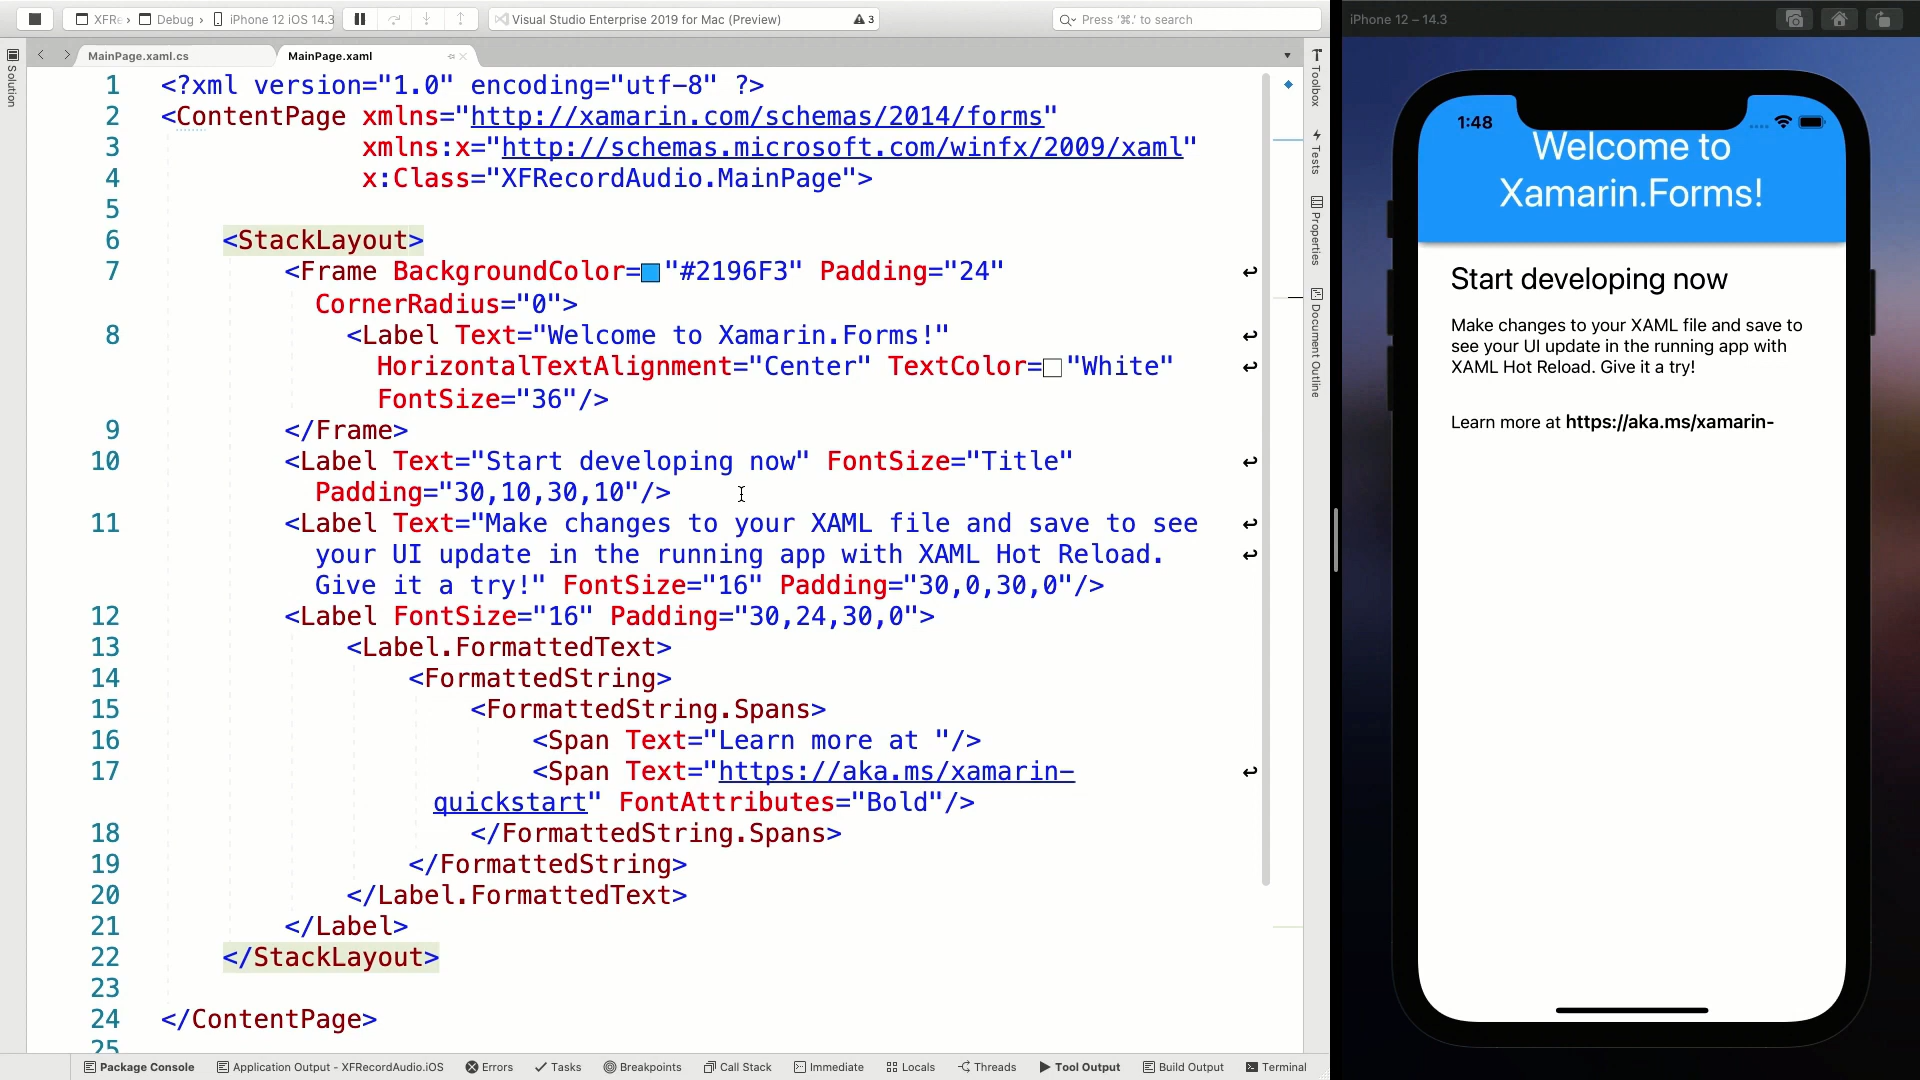 XFRe › Debug › iPhone 12 iOS 14.3
Visual Studio Enterprise 2019 for Mac (Preview)
3
Press ‘⌘.’ to search
iPhone 12 – 14.3
Solution
MainPage.xaml.cs
MainPage.xaml
1 <?xml version="1.0" encoding="utf-8" ?>
2 <ContentPage xmlns="http://xamarin.com/schemas/2014/forms"
3 xmlns:x="http://schemas.microsoft.com/winfx/2009/xaml"
4 x:Class="XFRecordAudio.MainPage">
5
6 <StackLayout>
7 <Frame BackgroundColor="#2196F3" Padding="24"
CornerRadius="0">
8 <Label Text="Welcome to Xamarin.Forms!"
HorizontalTextAlignment="Center" TextColor="White"
FontSize="36"/>
9 </Frame>
10 <Label Text="Start developing now" FontSize="Title"
Padding="30,10,30,10"/>
11 <Label Text="Make changes to your XAML file and save to see
your UI update in the running app with XAML Hot Reload.
Give it a try!" FontSize="16" Padding="30,0,30,0"/>
12 <Label FontSize="16" Padding="30,24,30,0">
13 <Label.FormattedText>
14 <FormattedString>
15 <FormattedString.Spans>
16 <Span Text="Learn more at "/>
17 <Span Text="https://aka.ms/xamarin-
quickstart" FontAttributes="Bold"/>
18 </FormattedString.Spans>
19 </FormattedString>
20 </Label.FormattedText>
21 </Label>
22 </StackLayout>
23
24 </ContentPage>
25
Toolbox
Tests
Properties
Document Outline
1:48
Welcome to
Xamarin.Forms!
Start developing now
Make changes to your XAML file and save to
see your UI update in the running app with
XAML Hot Reload. Give it a try!
Learn more at https://aka.ms/xamarin-
Package Console
Application Output - XFRecordAudio.iOS
Errors
Tasks
Breakpoints
Call Stack
Immediate
Locals
Threads
Tool Output
Build Output
Terminal